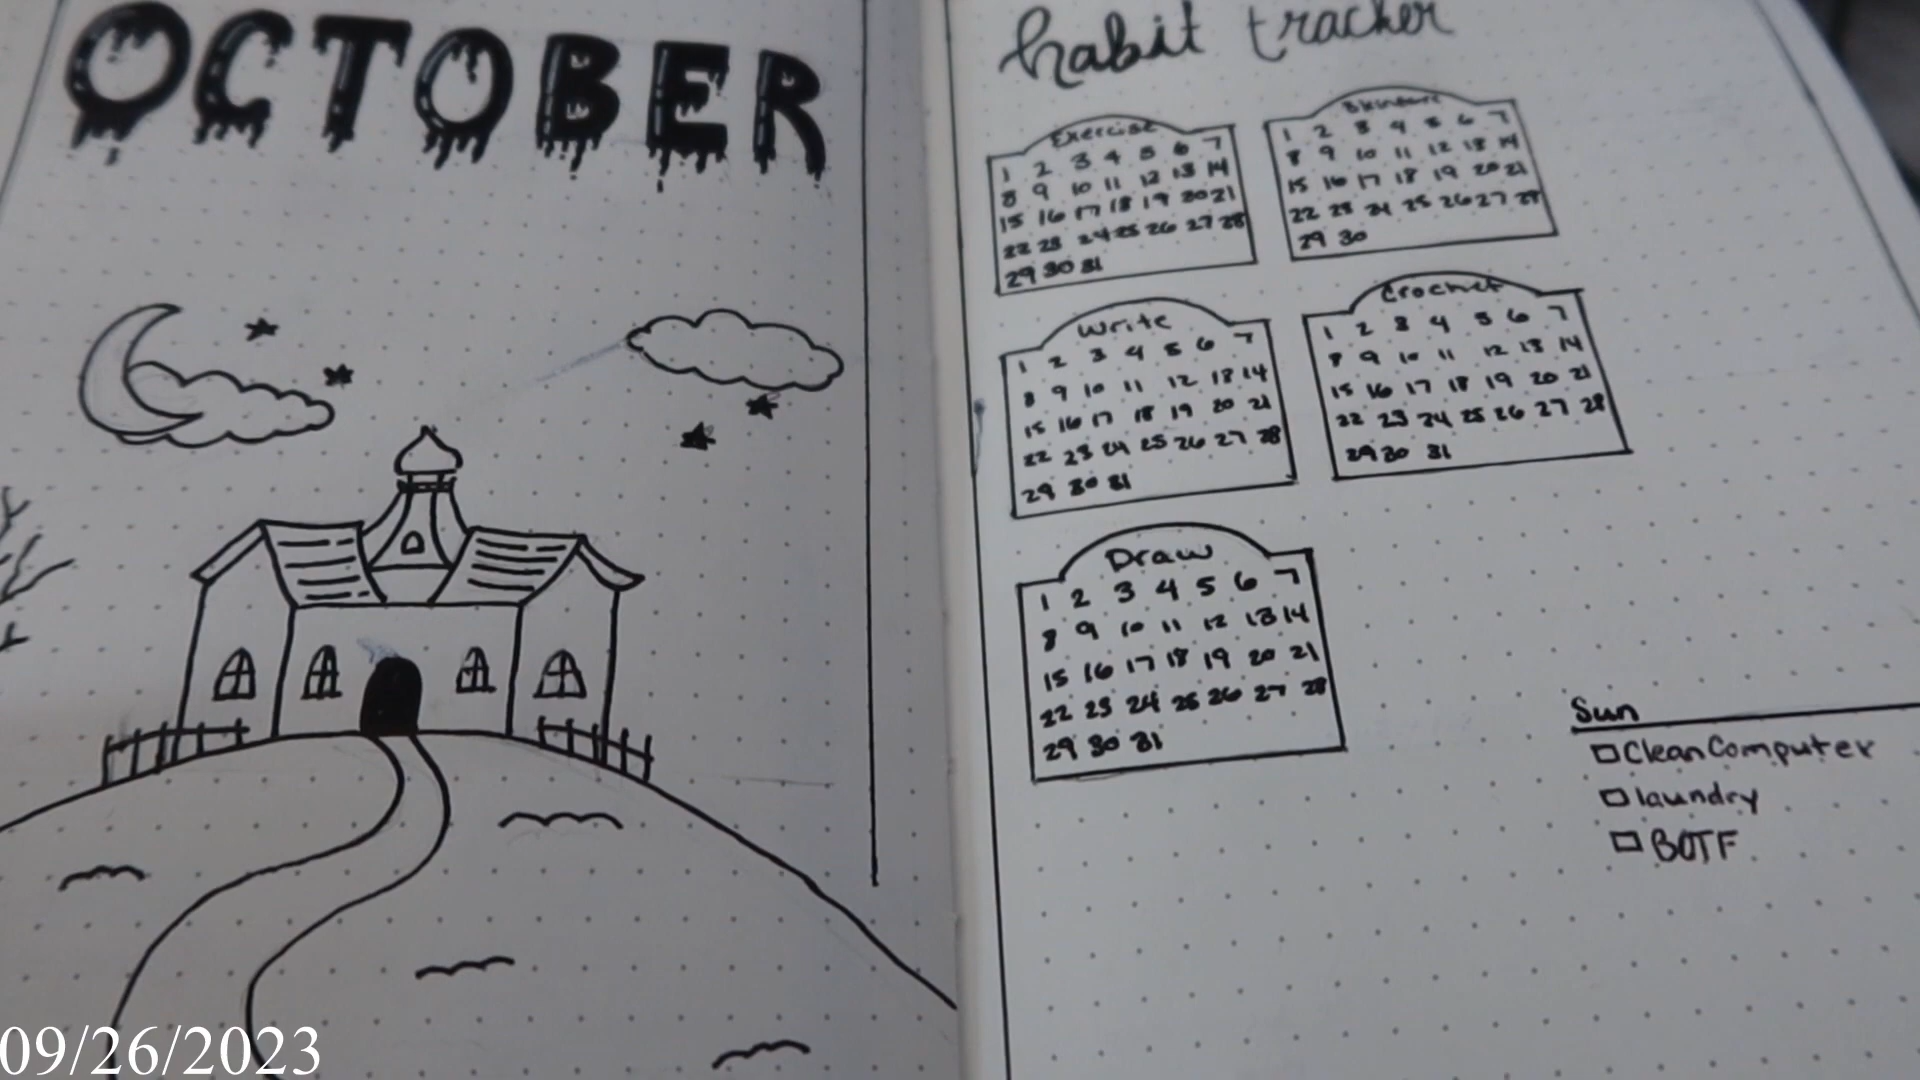 OCTOBER
habit tracker
Exercise
1 2 3 4 5 6 7
8 9 10 11 12 13 14
15 16 17 18 19 20 21
22 23 24 25 26 27 28
29 30 31
Skincare
1 2 3 4 5 6 7
8 9 10 11 12 13 14
15 16 17 18 19 20 21
22 23 24 25 26 27 28
29 30
Write
1 2 3 4 5 6 7
8 9 10 11 12 13 14
15 16 17 18 19 20 21
22 23 24 25 26 27 28
29 30 31
Crochet
1 2 3 4 5 6 7
8 9 10 11 12 13 14
15 16 17 18 19 20 21
22 23 24 25 26 27 28
29 30 31
Draw
1 2 3 4 5 6 7
8 9 10 11 12 13 14
15 16 17 18 19 20 21
22 23 24 25 26 27 28
29 30 31
Sun
Clean Computer
laundry
BOTF
09/26/2023